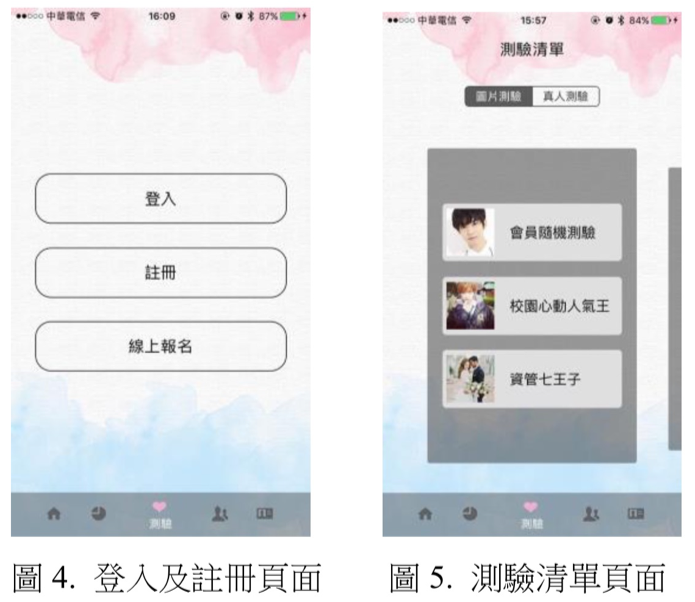 中華電信 16:09 87%
登入
註冊
線上報名
測驗
圖 4. 登入及註冊頁面
中華電信 15:57 84%
測驗清單
圖片測驗 真人測驗
會員隨機測驗
校園心動人氣王
資管七王子
測驗
圖 5. 測驗清單頁面